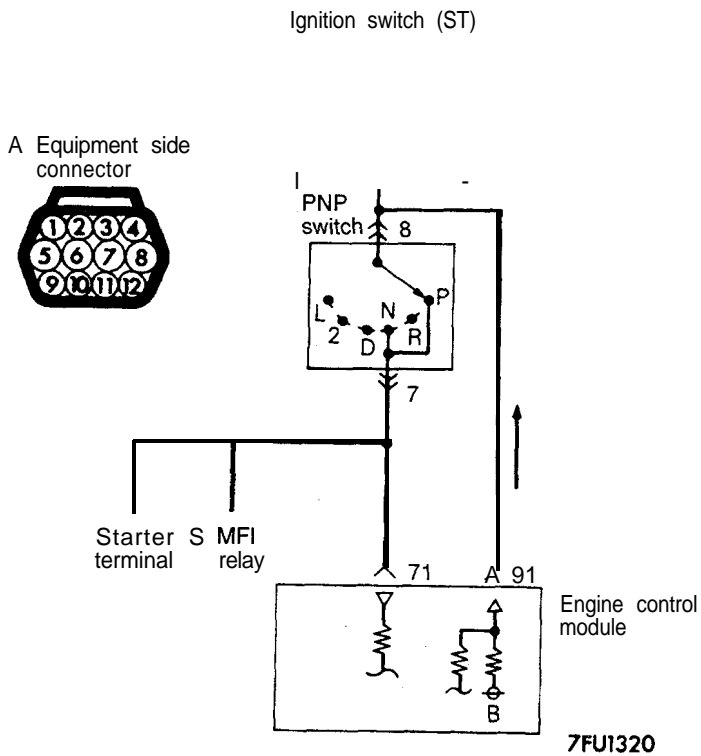 Ignition switch (ST)
A Equipment side
connector
1 2 3 4
5 6 7 8
9 10 11 12
PNP
switch
8
P
L
N
R
2
D
7
Starter S MFI
terminal relay
71
A 91
Engine control
module
B
7FU1320